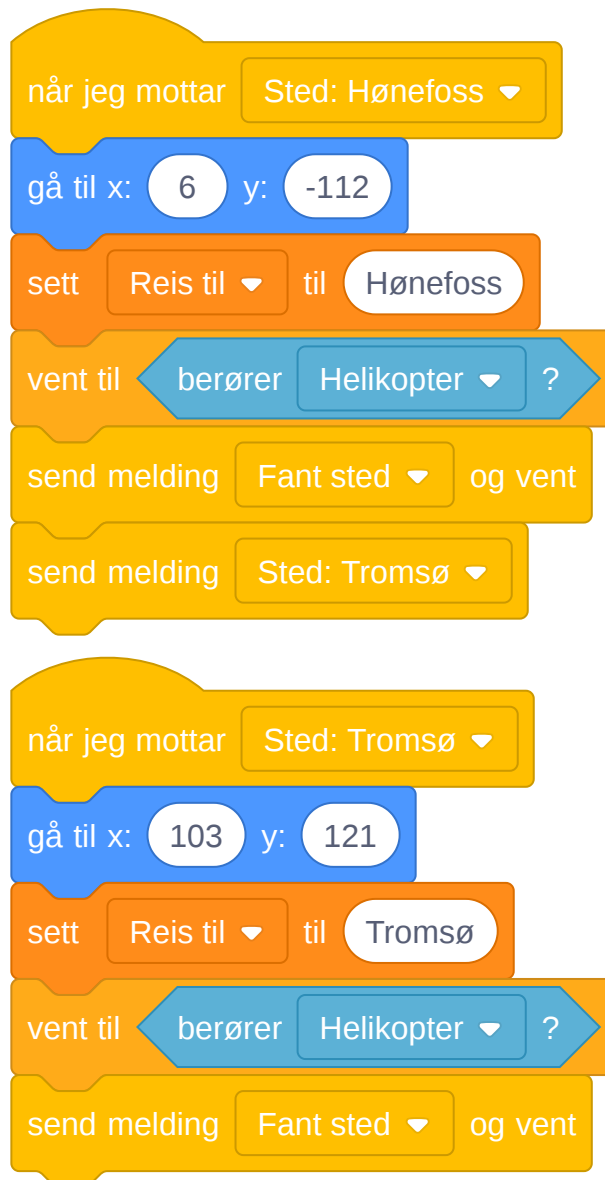 når jeg mottar Sted: Hønefoss
gå til x: 6 y: -112
sett Reis til til Hønefoss
vent til berører Helikopter ?
send melding Fant sted og vent
send melding Sted: Tromsø
når jeg mottar Sted: Tromsø
gå til x: 103 y: 121
sett Reis til til Tromsø
vent til berører Helikopter ?
send melding Fant sted og vent